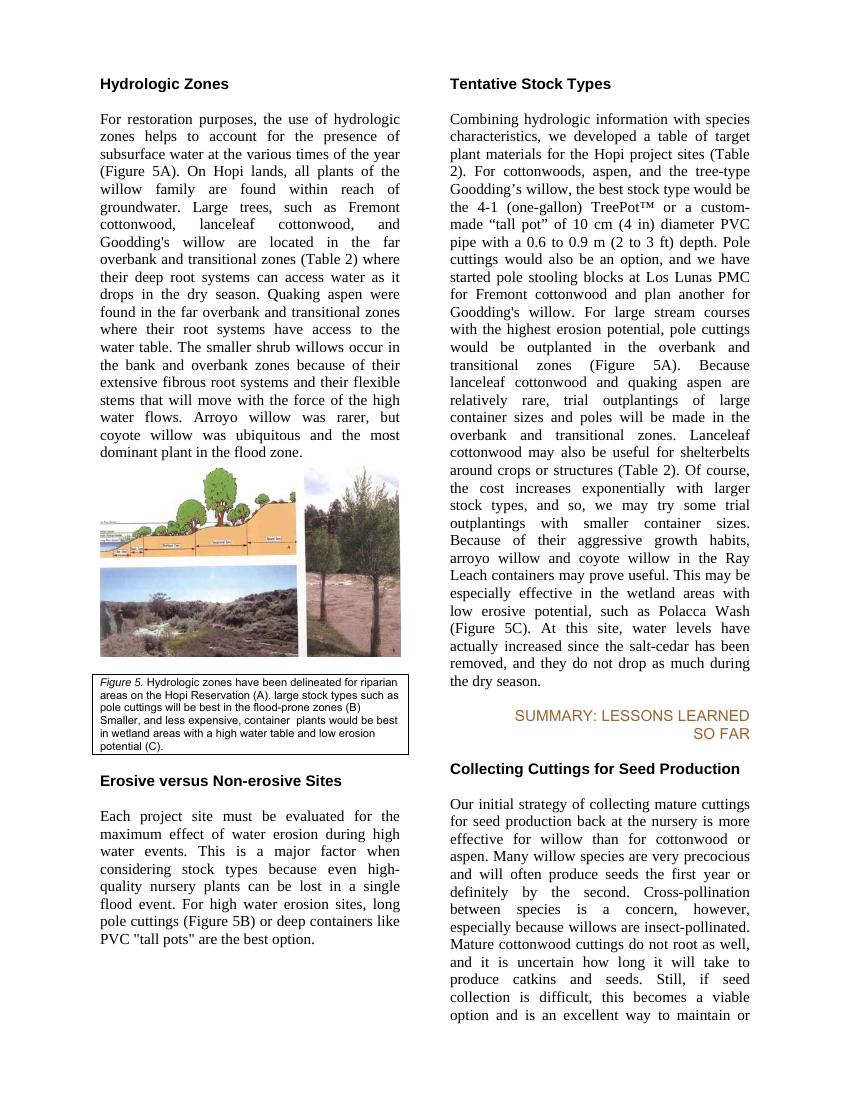 Hydrologic Zones
For restoration purposes, the use of hydrologic
zones helps to account for the presence of
subsurface water at the various times of the year
(Figure 5A). On Hopi lands, all plants of the
willow family are found within reach of
groundwater. Large trees, such as Fremont
cottonwood, lanceleaf cottonwood, and
Goodding's willow are located in the far
overbank and transitional zones (Table 2) where
their deep root systems can access water as it
drops in the dry season. Quaking aspen were
found in the far overbank and transitional zones
where their root systems have access to the
water table. The smaller shrub willows occur in
the bank and overbank zones because of their
extensive fibrous root systems and their flexible
stems that will move with the force of the high
water flows. Arroyo willow was rarer, but
coyote willow was ubiquitous and the most
dominant plant in the flood zone.
Figure 5. Hydrologic zones have been delineated for riparian
areas on the Hopi Reservation (A). large stock types such as
pole cuttings will be best in the flood-prone zones (B)
Smaller, and less expensive, container plants would be best
in wetland areas with a high water table and low erosion
potential (C).
Erosive versus Non-erosive Sites
Each project site must be evaluated for the
maximum effect of water erosion during high
water events. This is a major factor when
considering stock types because even high-
quality nursery plants can be lost in a single
flood event. For high water erosion sites, long
pole cuttings (Figure 5B) or deep containers like
PVC "tall pots" are the best option.
Tentative Stock Types
Combining hydrologic information with species
characteristics, we developed a table of target
plant materials for the Hopi project sites (Table
2). For cottonwoods, aspen, and the tree-type
Goodding’s willow, the best stock type would be
the 4-1 (one-gallon) TreePot™ or a custom-
made “tall pot” of 10 cm (4 in) diameter PVC
pipe with a 0.6 to 0.9 m (2 to 3 ft) depth. Pole
cuttings would also be an option, and we have
started pole stooling blocks at Los Lunas PMC
for Fremont cottonwood and plan another for
Goodding's willow. For large stream courses
with the highest erosion potential, pole cuttings
would be outplanted in the overbank and
transitional zones (Figure 5A). Because
lanceleaf cottonwood and quaking aspen are
relatively rare, trial outplantings of large
container sizes and poles will be made in the
overbank and transitional zones. Lanceleaf
cottonwood may also be useful for shelterbelts
around crops or structures (Table 2). Of course,
the cost increases exponentially with larger
stock types, and so, we may try some trial
outplantings with smaller container sizes.
Because of their aggressive growth habits,
arroyo willow and coyote willow in the Ray
Leach containers may prove useful. This may be
especially effective in the wetland areas with
low erosive potential, such as Polacca Wash
(Figure 5C). At this site, water levels have
actually increased since the salt-cedar has been
removed, and they do not drop as much during
the dry season.
SUMMARY: LESSONS LEARNED
SO FAR
Collecting Cuttings for Seed Production
Our initial strategy of collecting mature cuttings
for seed production back at the nursery is more
effective for willow than for cottonwood or
aspen. Many willow species are very precocious
and will often produce seeds the first year or
definitely by the second. Cross-pollination
between species is a concern, however,
especially because willows are insect-pollinated.
Mature cottonwood cuttings do not root as well,
and it is uncertain how long it will take to
produce catkins and seeds. Still, if seed
collection is difficult, this becomes a viable
option and is an excellent way to maintain or